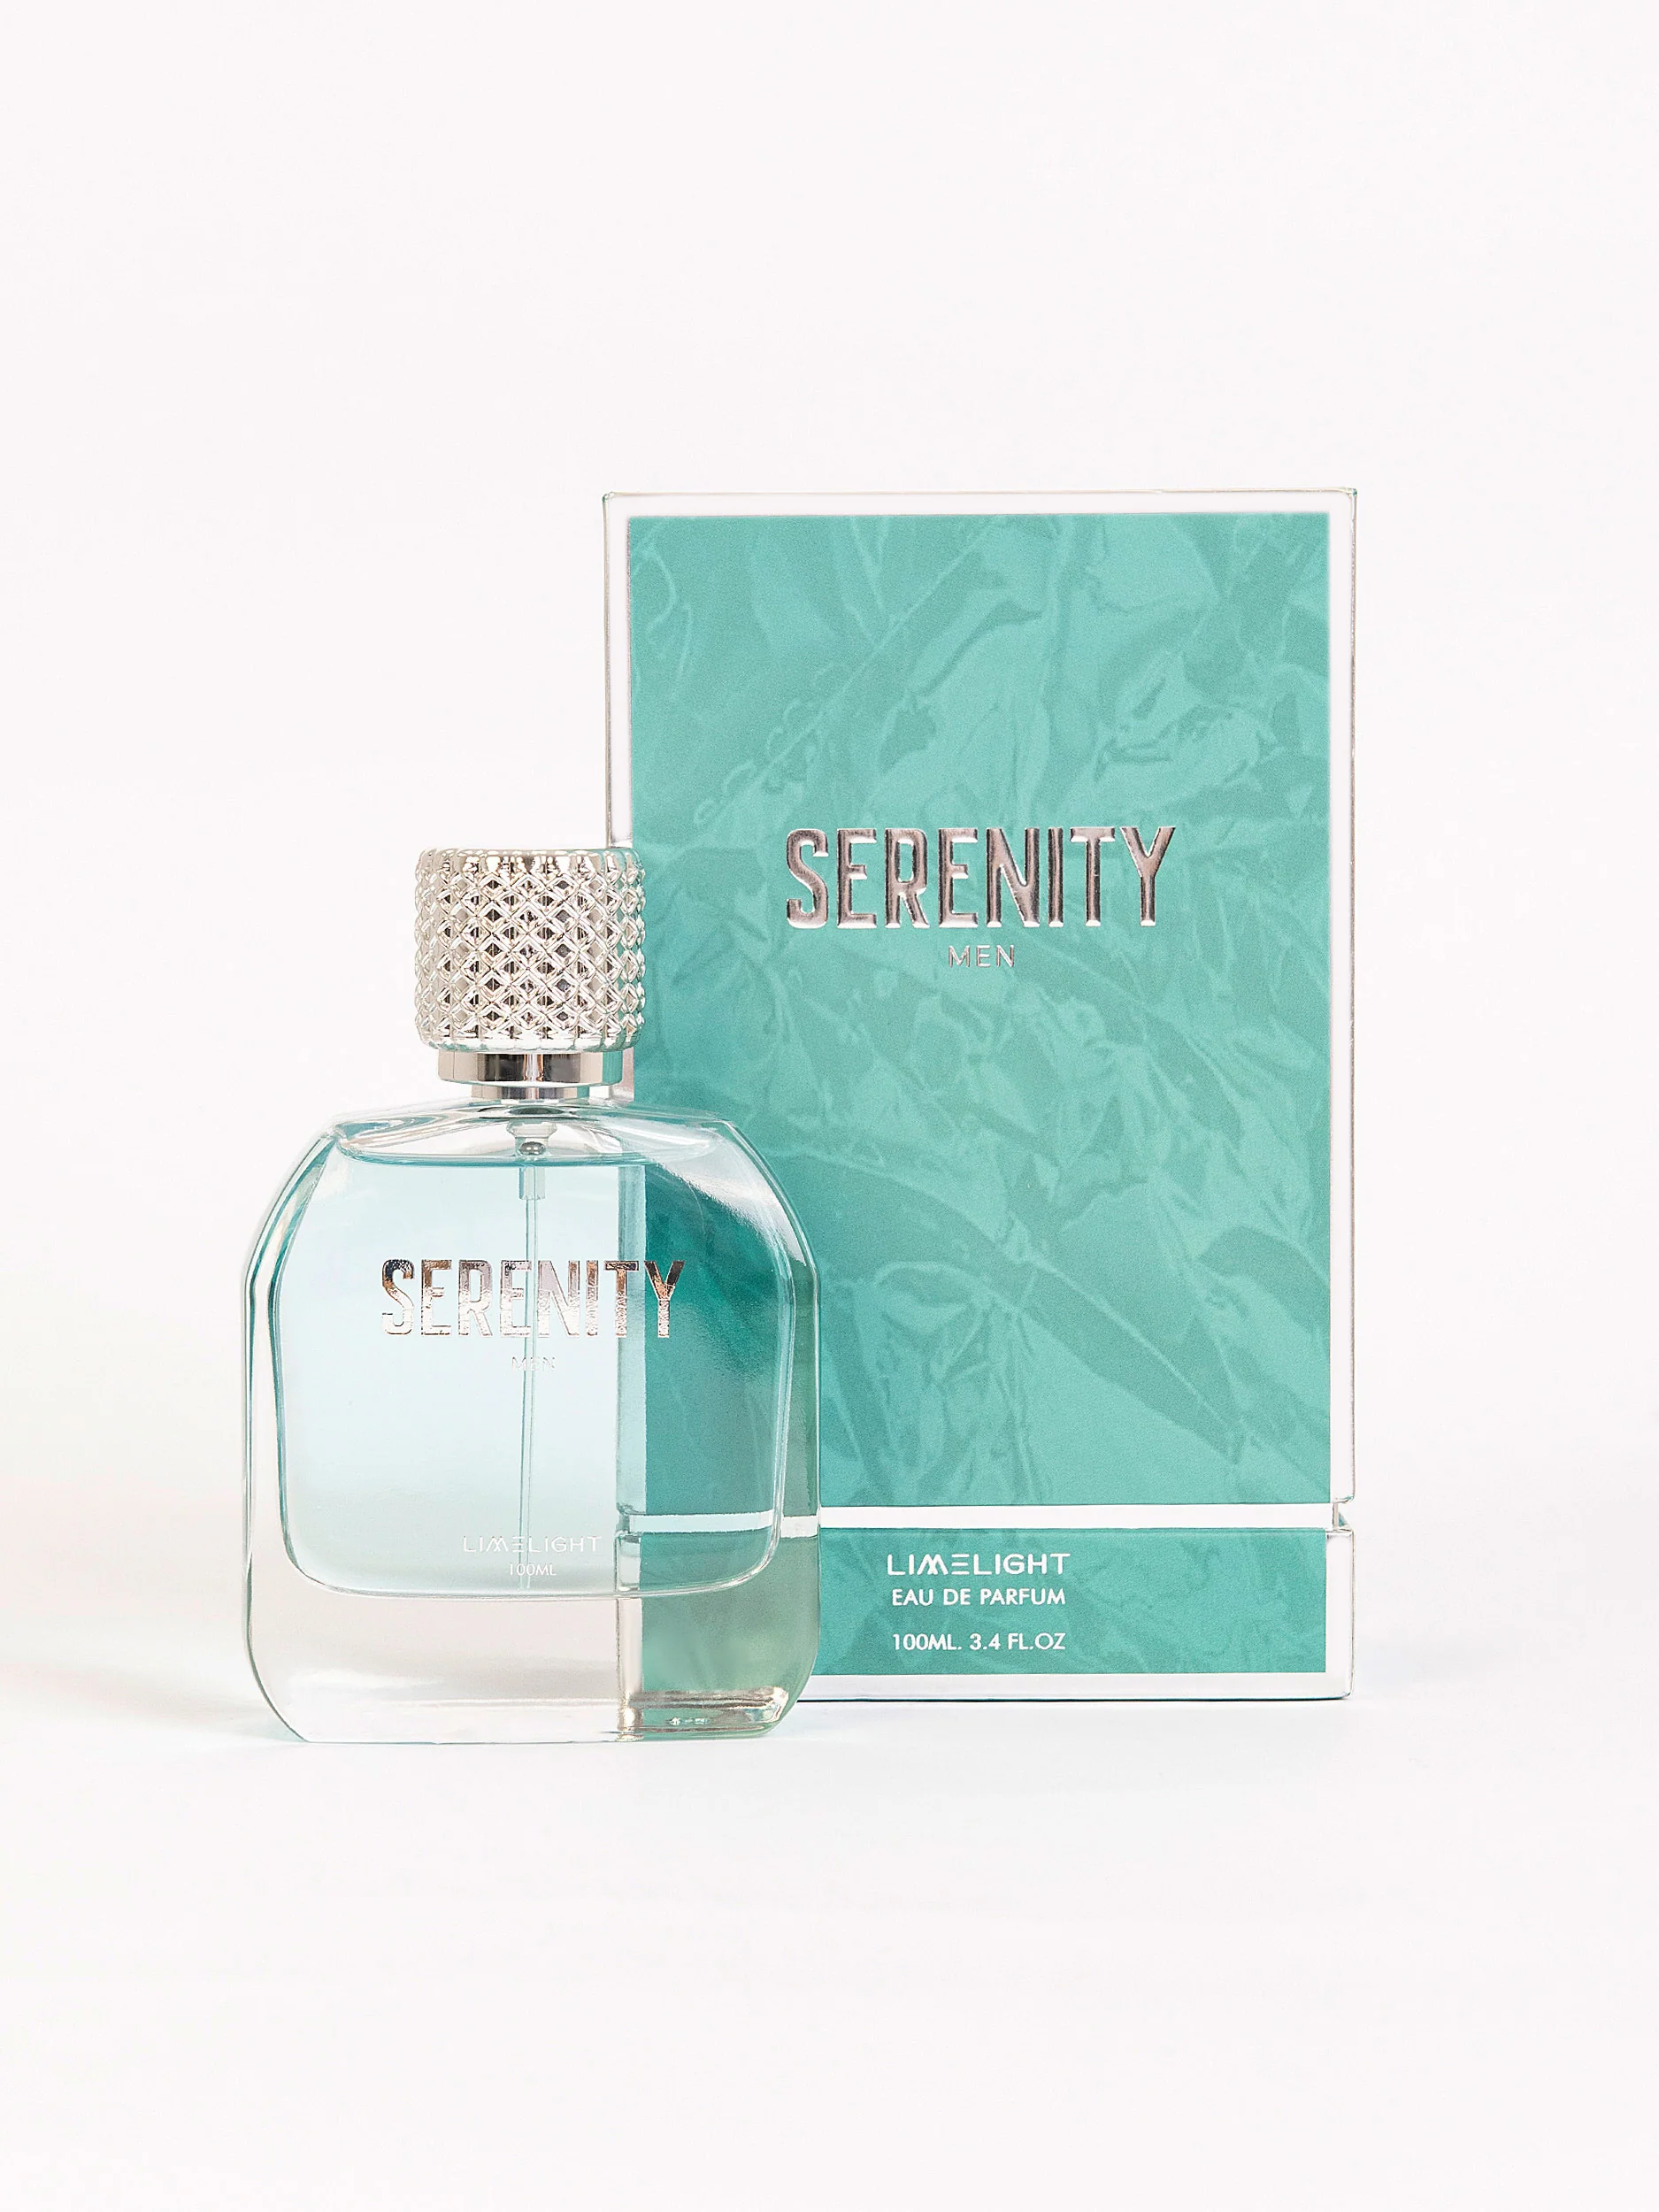 SERENITY
MEN
LIMELIGHT
EAU DE PARFUM
100ML. 3.4 FL.OZ
SERENITY
MEN
LIMELIGHT
100ML